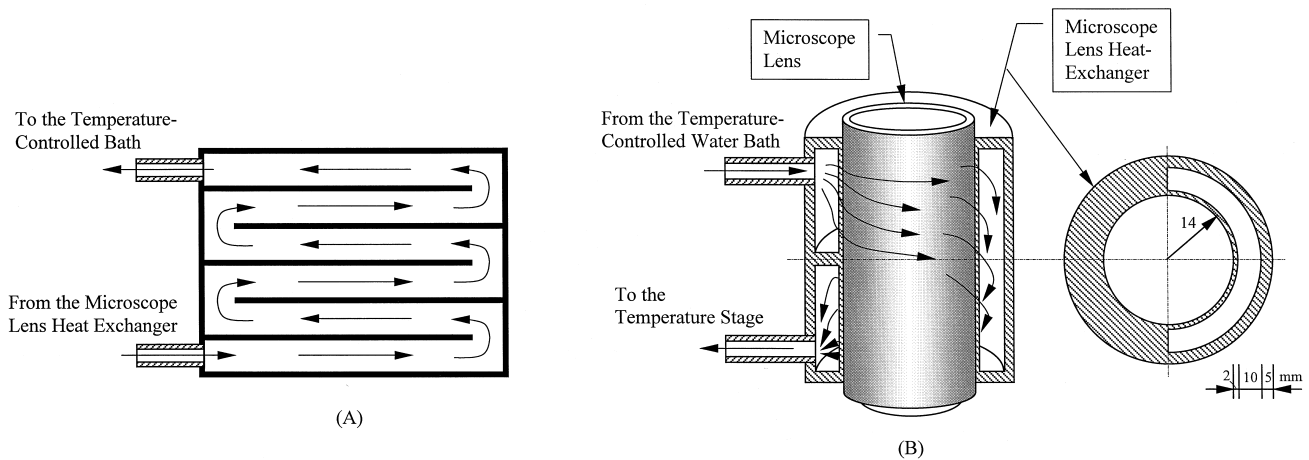 To the Temperature-
Controlled Bath
From the Microscope
Lens Heat Exchanger
(A)
Microscope
Lens
Microscope
Lens Heat-
Exchanger
From the Temperature-
Controlled Water Bath
To the
Temperature Stage
14
2 10 5 mm
(B)